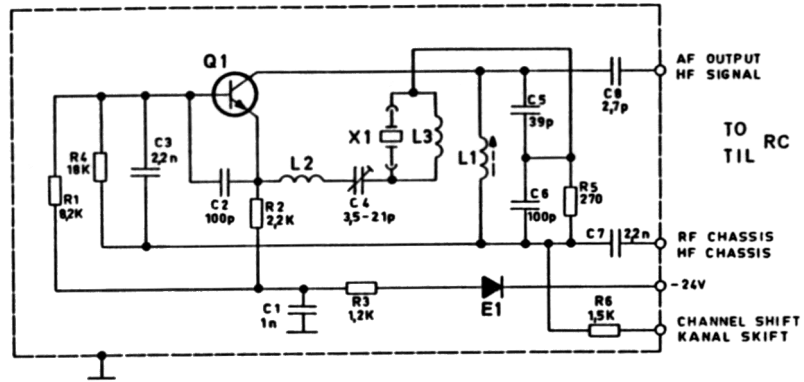 Q1
AF OUTPUT
HF SIGNAL
C8
2,7p
C5
39p
X1
L3
L1
C3
2,2n
R4
18K
TO
TIL
RC
L2
R1
8,2K
C2
100p
R2
2,2K
C4
3,5-21p
C6
100p
R5
270
C7
22n
RF CHASSIS
HF CHASSIS
-24V
C1
1n
R3
1,2K
E1
R6
1,5K
CHANNEL SHIFT
KANAL SKIFT